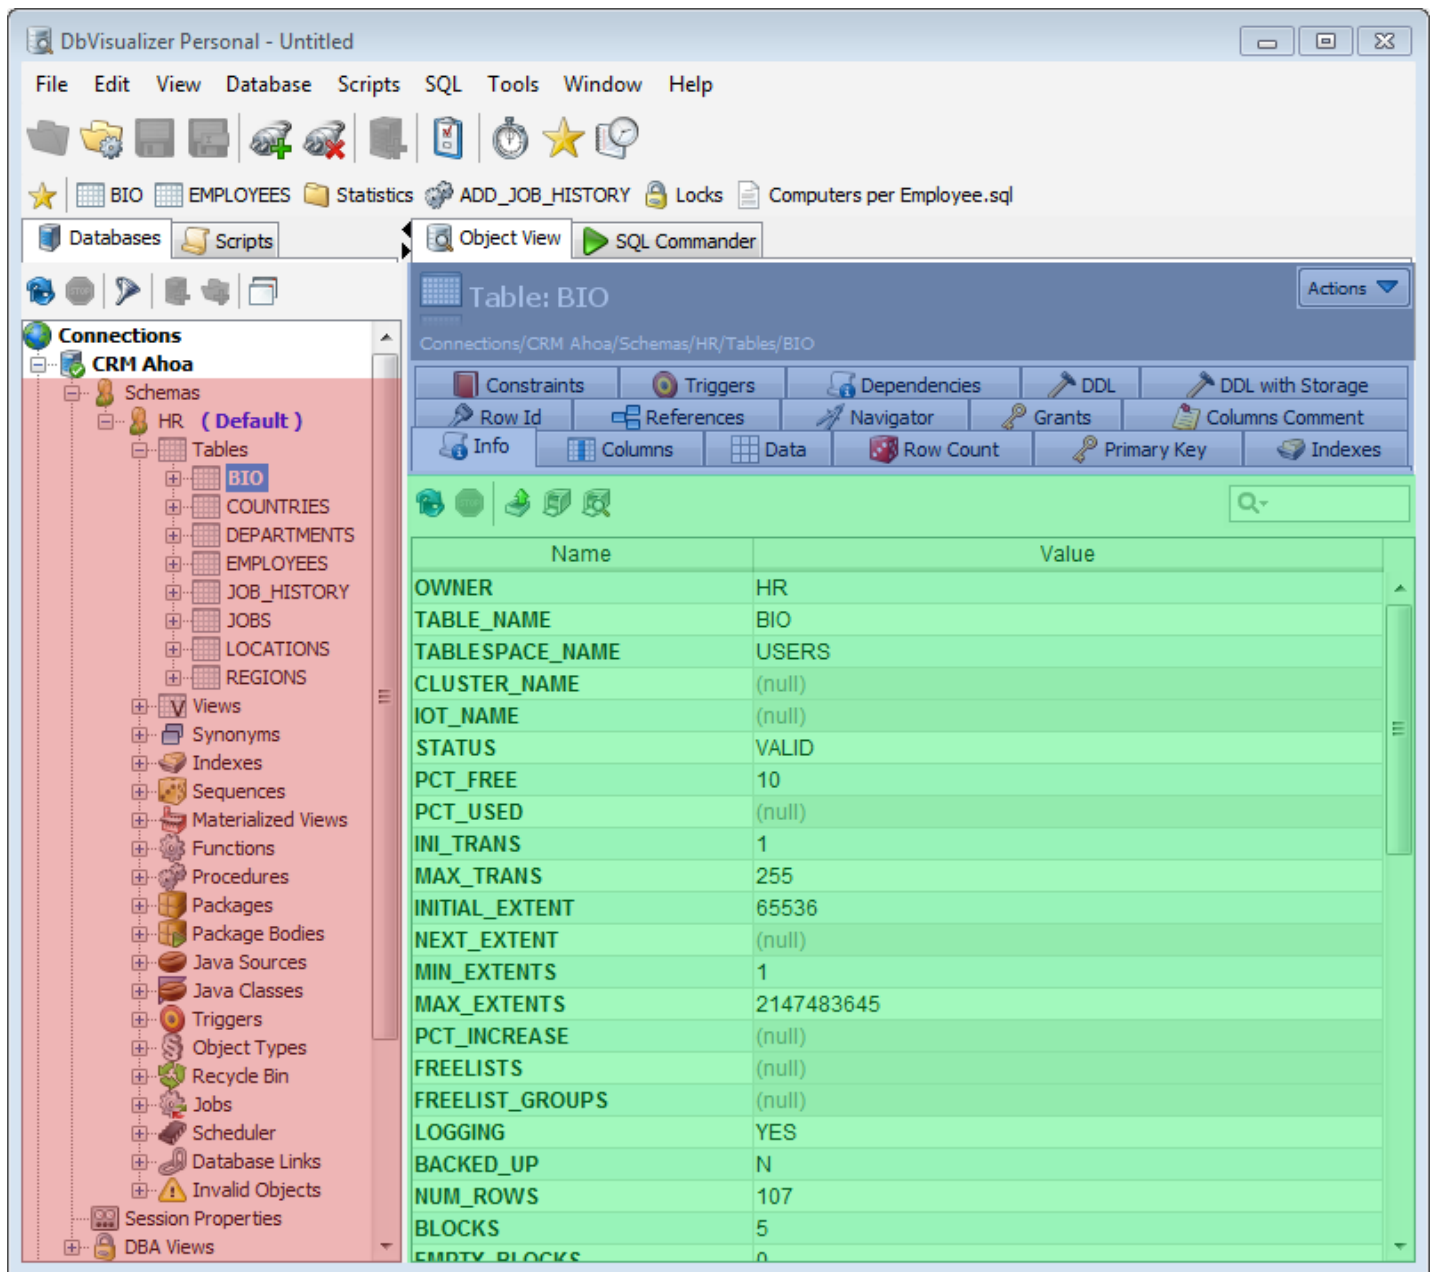 DbVisualizer Personal - Untitled
File Edit View Database Scripts SQL Tools Window Help
BIO EMPLOYEES Statistics ADD_JOB_HISTORY Locks Computers per Employee.sql
Databases Scripts
Connections
CRM Ahoa
Schemas
HR ( Default )
Tables
BIO
COUNTRIES
DEPARTMENTS
EMPLOYEES
JOB_HISTORY
JOBS
LOCATIONS
REGIONS
Views
Synonyms
Indexes
Sequences
Materialized Views
Functions
Procedures
Packages
Package Bodies
Java Sources
Java Classes
Triggers
Object Types
Recycle Bin
Jobs
Scheduler
Database Links
Invalid Objects
Session Properties
DBA Views
Object View SQL Commander
Table: BIO
Actions
Connections/CRM Ahoa/Schemas/HR/Tables/BIO
Constraints Triggers Dependencies DDL DDL with Storage
Row Id References Navigator Grants Columns Comment
Info Columns Data Row Count Primary Key Indexes
Name Value
OWNER HR
TABLE_NAME BIO
TABLESPACE_NAME USERS
CLUSTER_NAME (null)
IOT_NAME (null)
STATUS VALID
PCT_FREE 10
PCT_USED (null)
INI_TRANS 1
MAX_TRANS 255
INITIAL_EXTENT 65536
NEXT_EXTENT (null)
MIN_EXTENTS 1
MAX_EXTENTS 2147483645
PCT_INCREASE (null)
FREELISTS (null)
FREELIST_GROUPS (null)
LOGGING YES
BACKED_UP N
NUM_ROWS 107
BLOCKS 5
EMPTY_BLOCKS 0